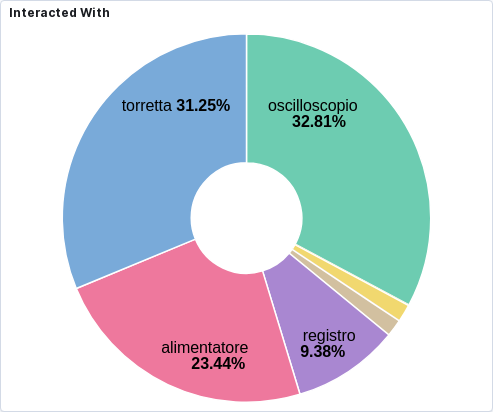 Interacted With
torretta 31.25%
oscilloscopio
32.81%
alimentatore
23.44%
registro
9.38%